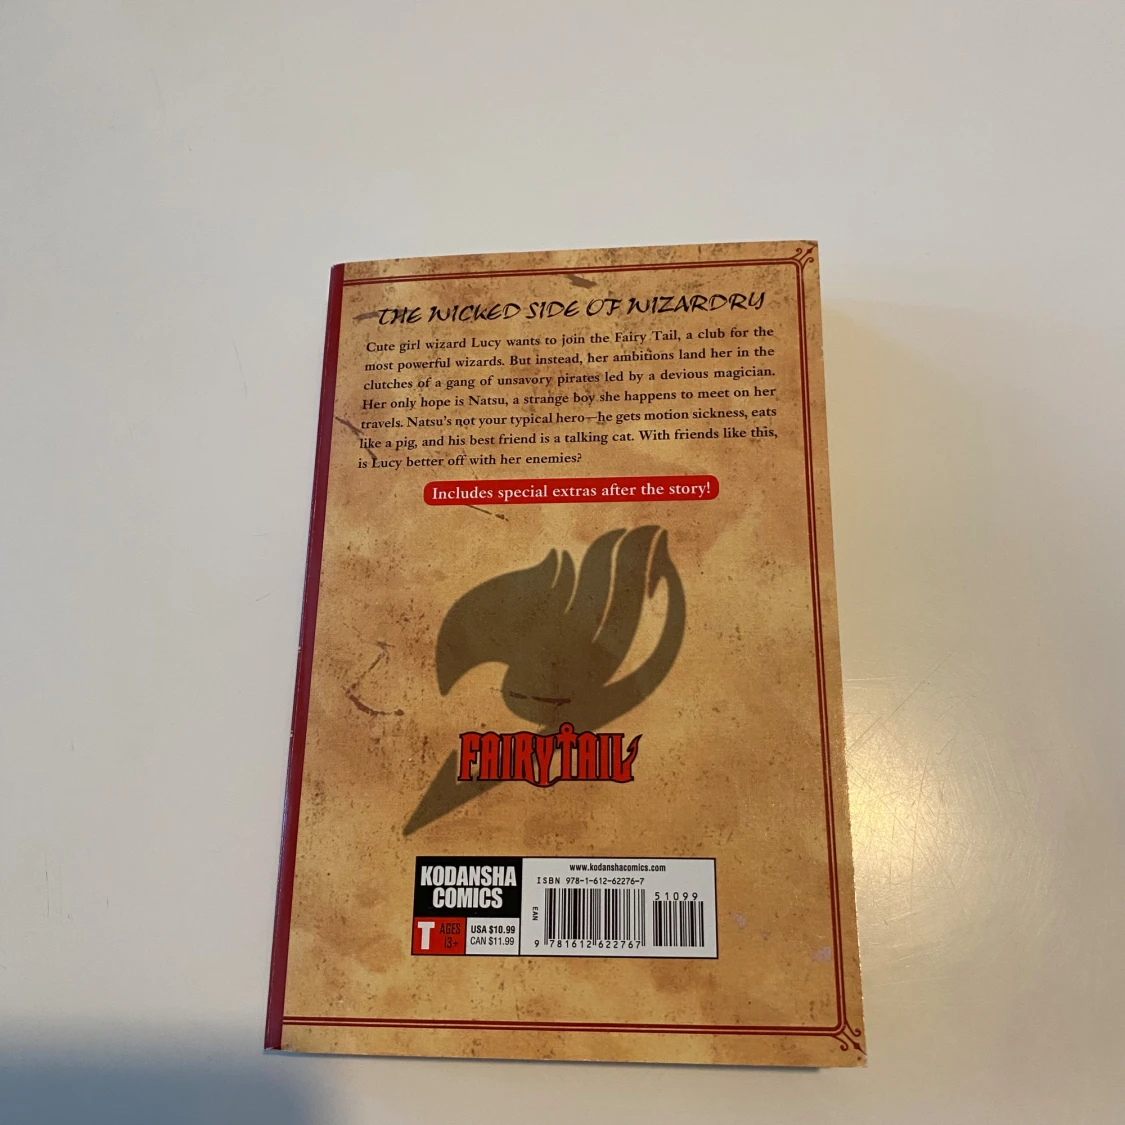 THE WICKED SIDE OF WIZARDRY
Cute girl wizard Lucy wants to join the Fairy Tail, a club for the
most powerful wizards. But instead, her ambitions land her in the
clutches of a gang of unsavory pirates led by a devious magician.
Her only hope is Natsu, a strange boy she happens to meet on her
travels. Natsu's not your typical hero—he gets motion sickness, eats
like a pig, and his best friend is a talking cat. With friends like this,
is Lucy better off with her enemies?
Includes special extras after the story!
FAIRY TAIL
KODANSHA
COMICS
T AGES
13+
USA $10.99
CAN $11.99
www.kodanshacomics.com
ISBN 978-1-612-62276-7
51099
EAN
9 781612 622767